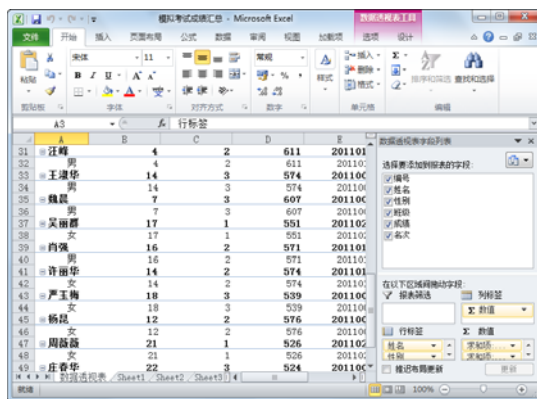 模拟考试成绩汇总 - Microsoft Excel
数据透视表工具
文件 开始 插入 页面布局 公式 数据 审阅 视图 加载项 选项 设计
宋体 11 常规 插入 Σ
粘贴 B I U A A % 样式 删除 排序和筛选 查找和选择
格式
剪贴板 字体 对齐方式 数字 单元格 编辑
A3 fx 行标签
A B C D E
31 汪峰 4 2 611 201101
32 男 4 2 611
33 王淑华 14 3 574
34 男 14 3 574
35 魏晨 7 3 607
36 男 7 3 607
37 吴丽群 17 1 551
38 女 17 1 551
39 肖强 16 2 571 201101
40 男 16 2 571
41 许丽华 14 2 574 201101
42 女 14 2 574
43 严玉梅 18 3 539
44 女 18 3 539
45 杨昆 12 2 576
46 女 12 2 576
47 周薇薇 21 1 526
48 女 21 1 526
49 庄春华 22 3 524
数据透视表 Sheet1 Sheet2 Sheet3
就绪 100%
数据透视表字段列表
选择要添加到报表的字段:
编号
姓名
性别
班级
成绩
名次
在以下区域间拖动字段:
报表筛选 列标签
Σ 数值
行标签 Σ 数值
姓名 求和项:...
性别 求和项:...
推迟布局更新 更新